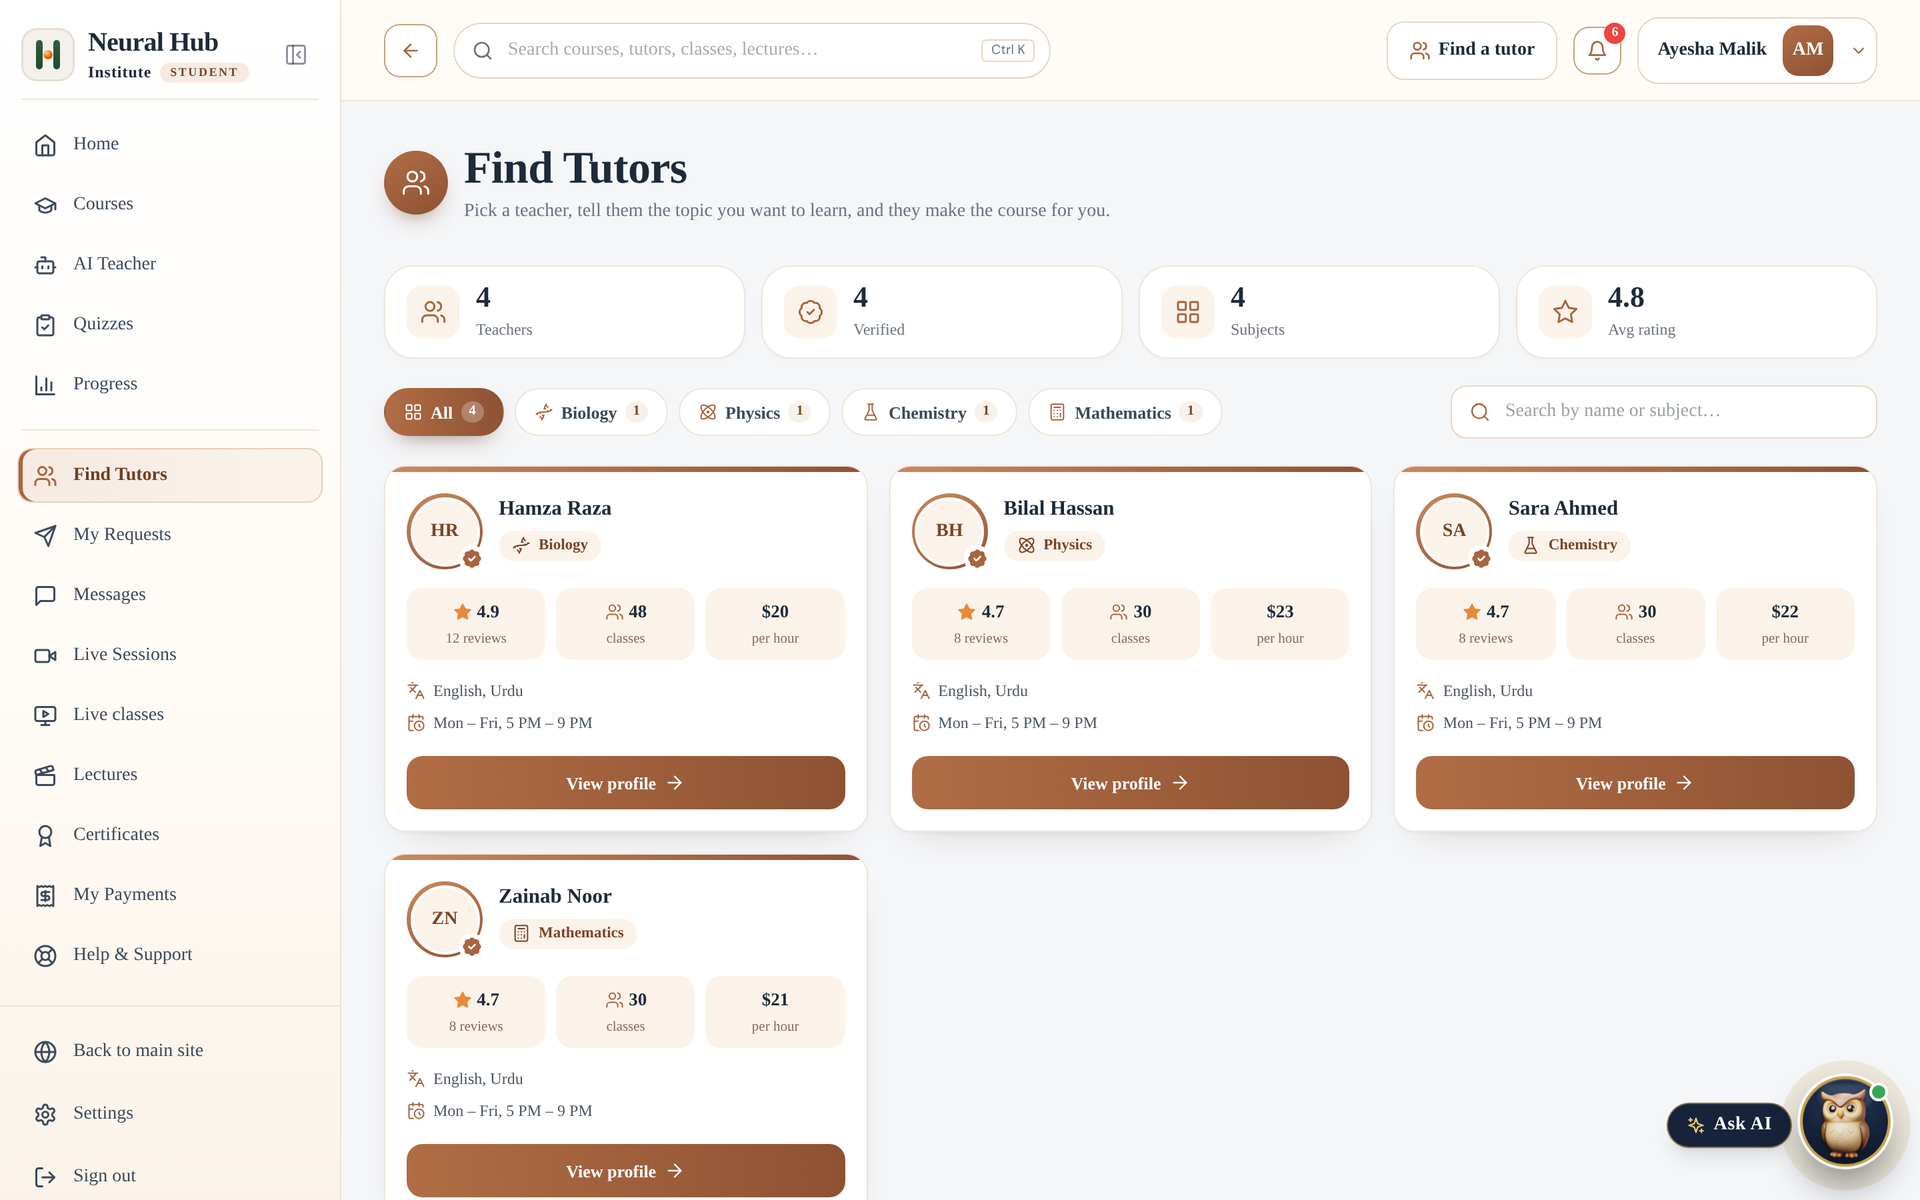 Neural Hub
Institute STUDENT
Home
Courses
AI Teacher
Quizzes
Progress
Find Tutors
My Requests
Messages
Live Sessions
Live classes
Lectures
Certificates
My Payments
Help & Support
Back to main site
Settings
Sign out
Search courses, tutors, classes, lectures…
Ctrl K
Find a tutor
6
Ayesha Malik AM
Find Tutors
Pick a teacher, tell them the topic you want to learn, and they make the course for you.
4
Teachers
4
Verified
4
Subjects
4.8
Avg rating
All 4
Biology 1
Physics 1
Chemistry 1
Mathematics 1
Search by name or subject…
HR
Hamza Raza
Biology
4.9
12 reviews
48
classes
$20
per hour
English, Urdu
Mon – Fri, 5 PM – 9 PM
View profile
BH
Bilal Hassan
Physics
4.7
8 reviews
30
classes
$23
per hour
English, Urdu
Mon – Fri, 5 PM – 9 PM
View profile
SA
Sara Ahmed
Chemistry
4.7
8 reviews
30
classes
$22
per hour
English, Urdu
Mon – Fri, 5 PM – 9 PM
View profile
ZN
Zainab Noor
Mathematics
4.7
8 reviews
30
classes
$21
per hour
English, Urdu
Mon – Fri, 5 PM – 9 PM
View profile
Ask AI